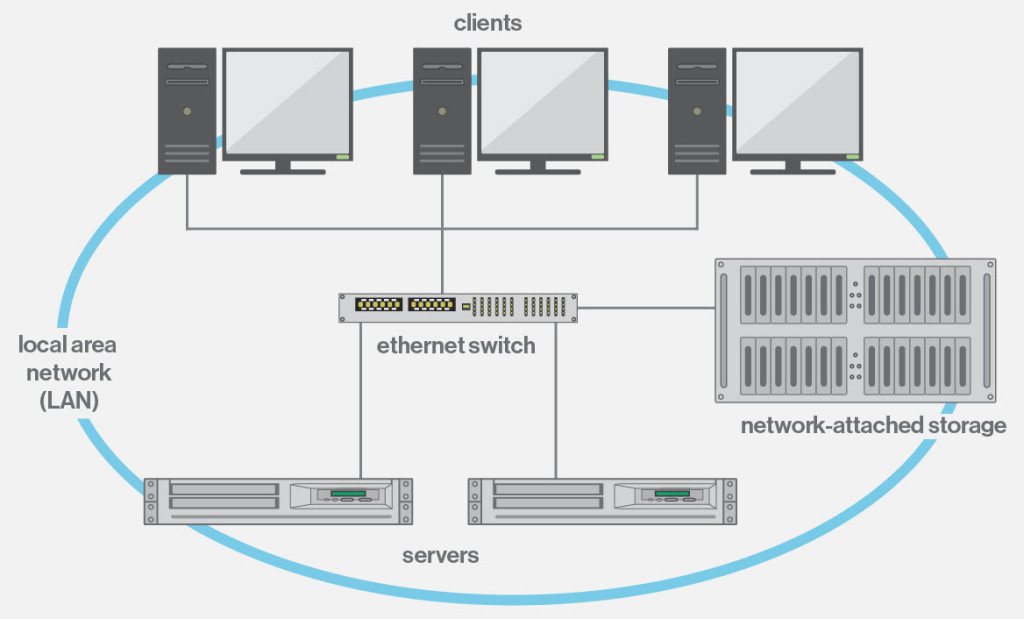 clients
ethernet switch
local area
network
(LAN)
network-attached storage
servers